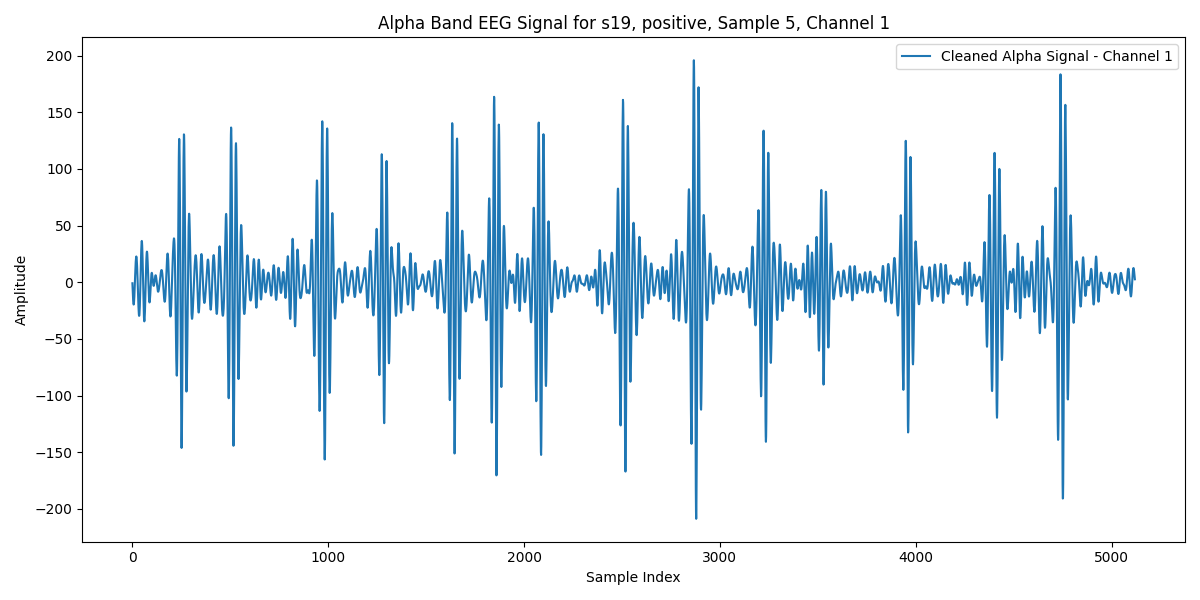 Alpha Band EEG Signal for s19, positive, Sample 5, Channel 1
Cleaned Alpha Signal - Channel 1
Amplitude
200
150
100
50
0
−50
−100
−150
−200
0 1000 2000 3000 4000 5000
Sample Index